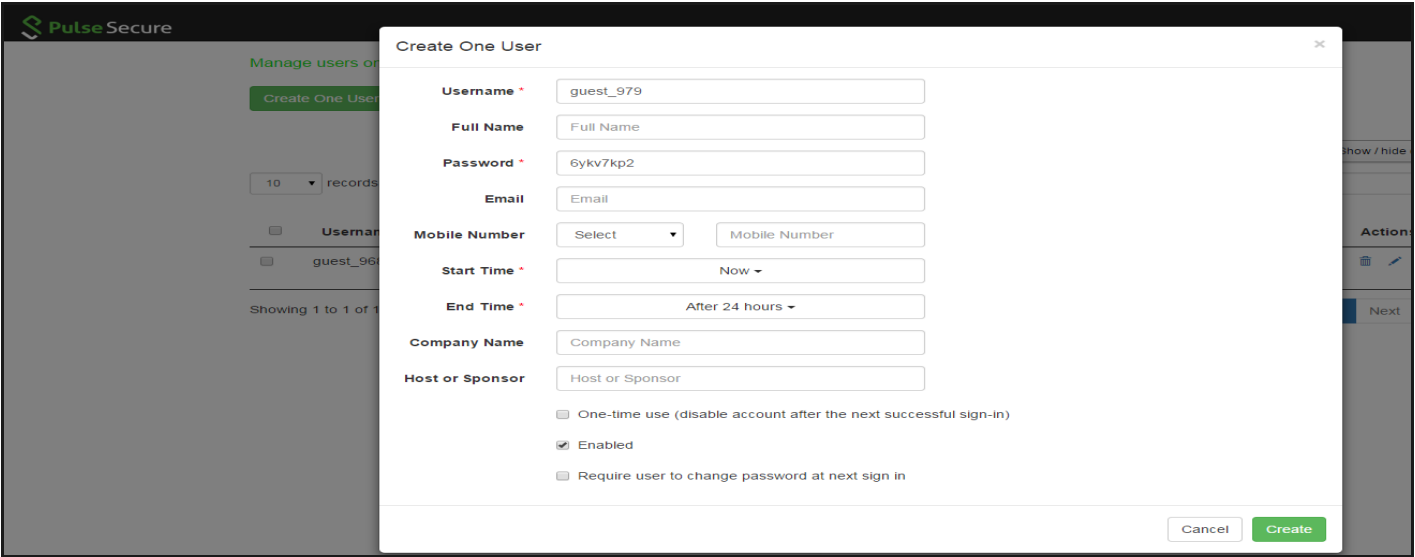 Pulse Secure
Create One User
×
Manage users on
Create One User
Username * guest_979
Full Name Full Name
Password * 6ykv7kp2
Show / hide
10 records
Email Email
Mobile Number Select Mobile Number
Username Actions
guest_968
Start Time * Now
End Time * After 24 hours
Showing 1 to 1 of 1 Next
Company Name Company Name
Host or Sponsor Host or Sponsor
One-time use (disable account after the next successful sign-in)
Enabled
Require user to change password at next sign in
Cancel Create